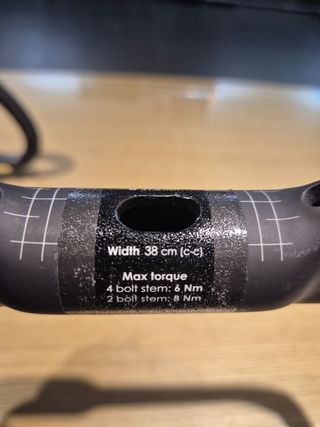 Width 38 cm (c-c)
Max torque
4 bolt stem: 6 Nm
2 bolt stem: 8 Nm